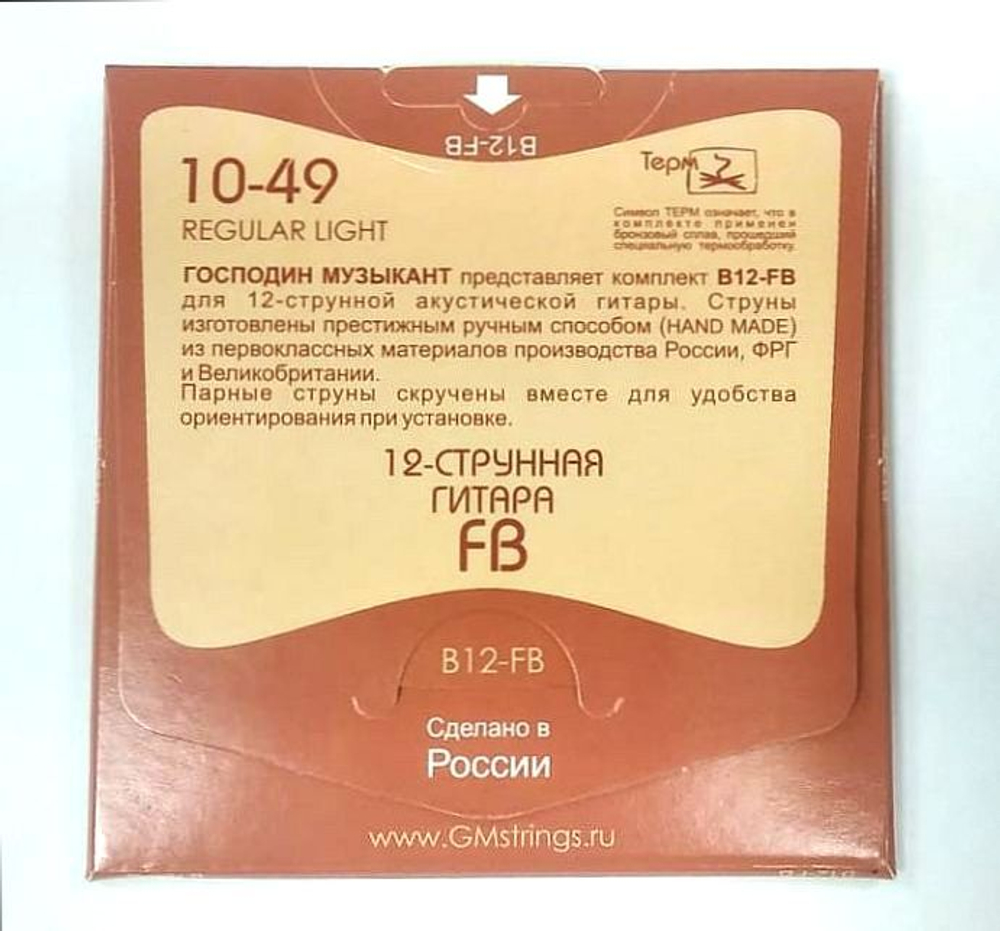 B12-FB
10-49
REGULAR LIGHT
Терм
Символ ТЕРМ означает, что в
комплекте применен
бронзовый сплав, прошедший
специальную термообработку.
ГОСПОДИН МУЗЫКАНТ представляет комплект B12-FB
для 12-струнной акустической гитары. Струны
изготовлены престижным ручным способом (HAND MADE)
из первоклассных материалов производства России, ФРГ
и Великобритании.
Парные струны скручены вместе для удобства
ориентирования при установке.
12-СТРУННАЯ
ГИТАРА
FB
B12-FB
Сделано в
России
www.GMstrings.ru